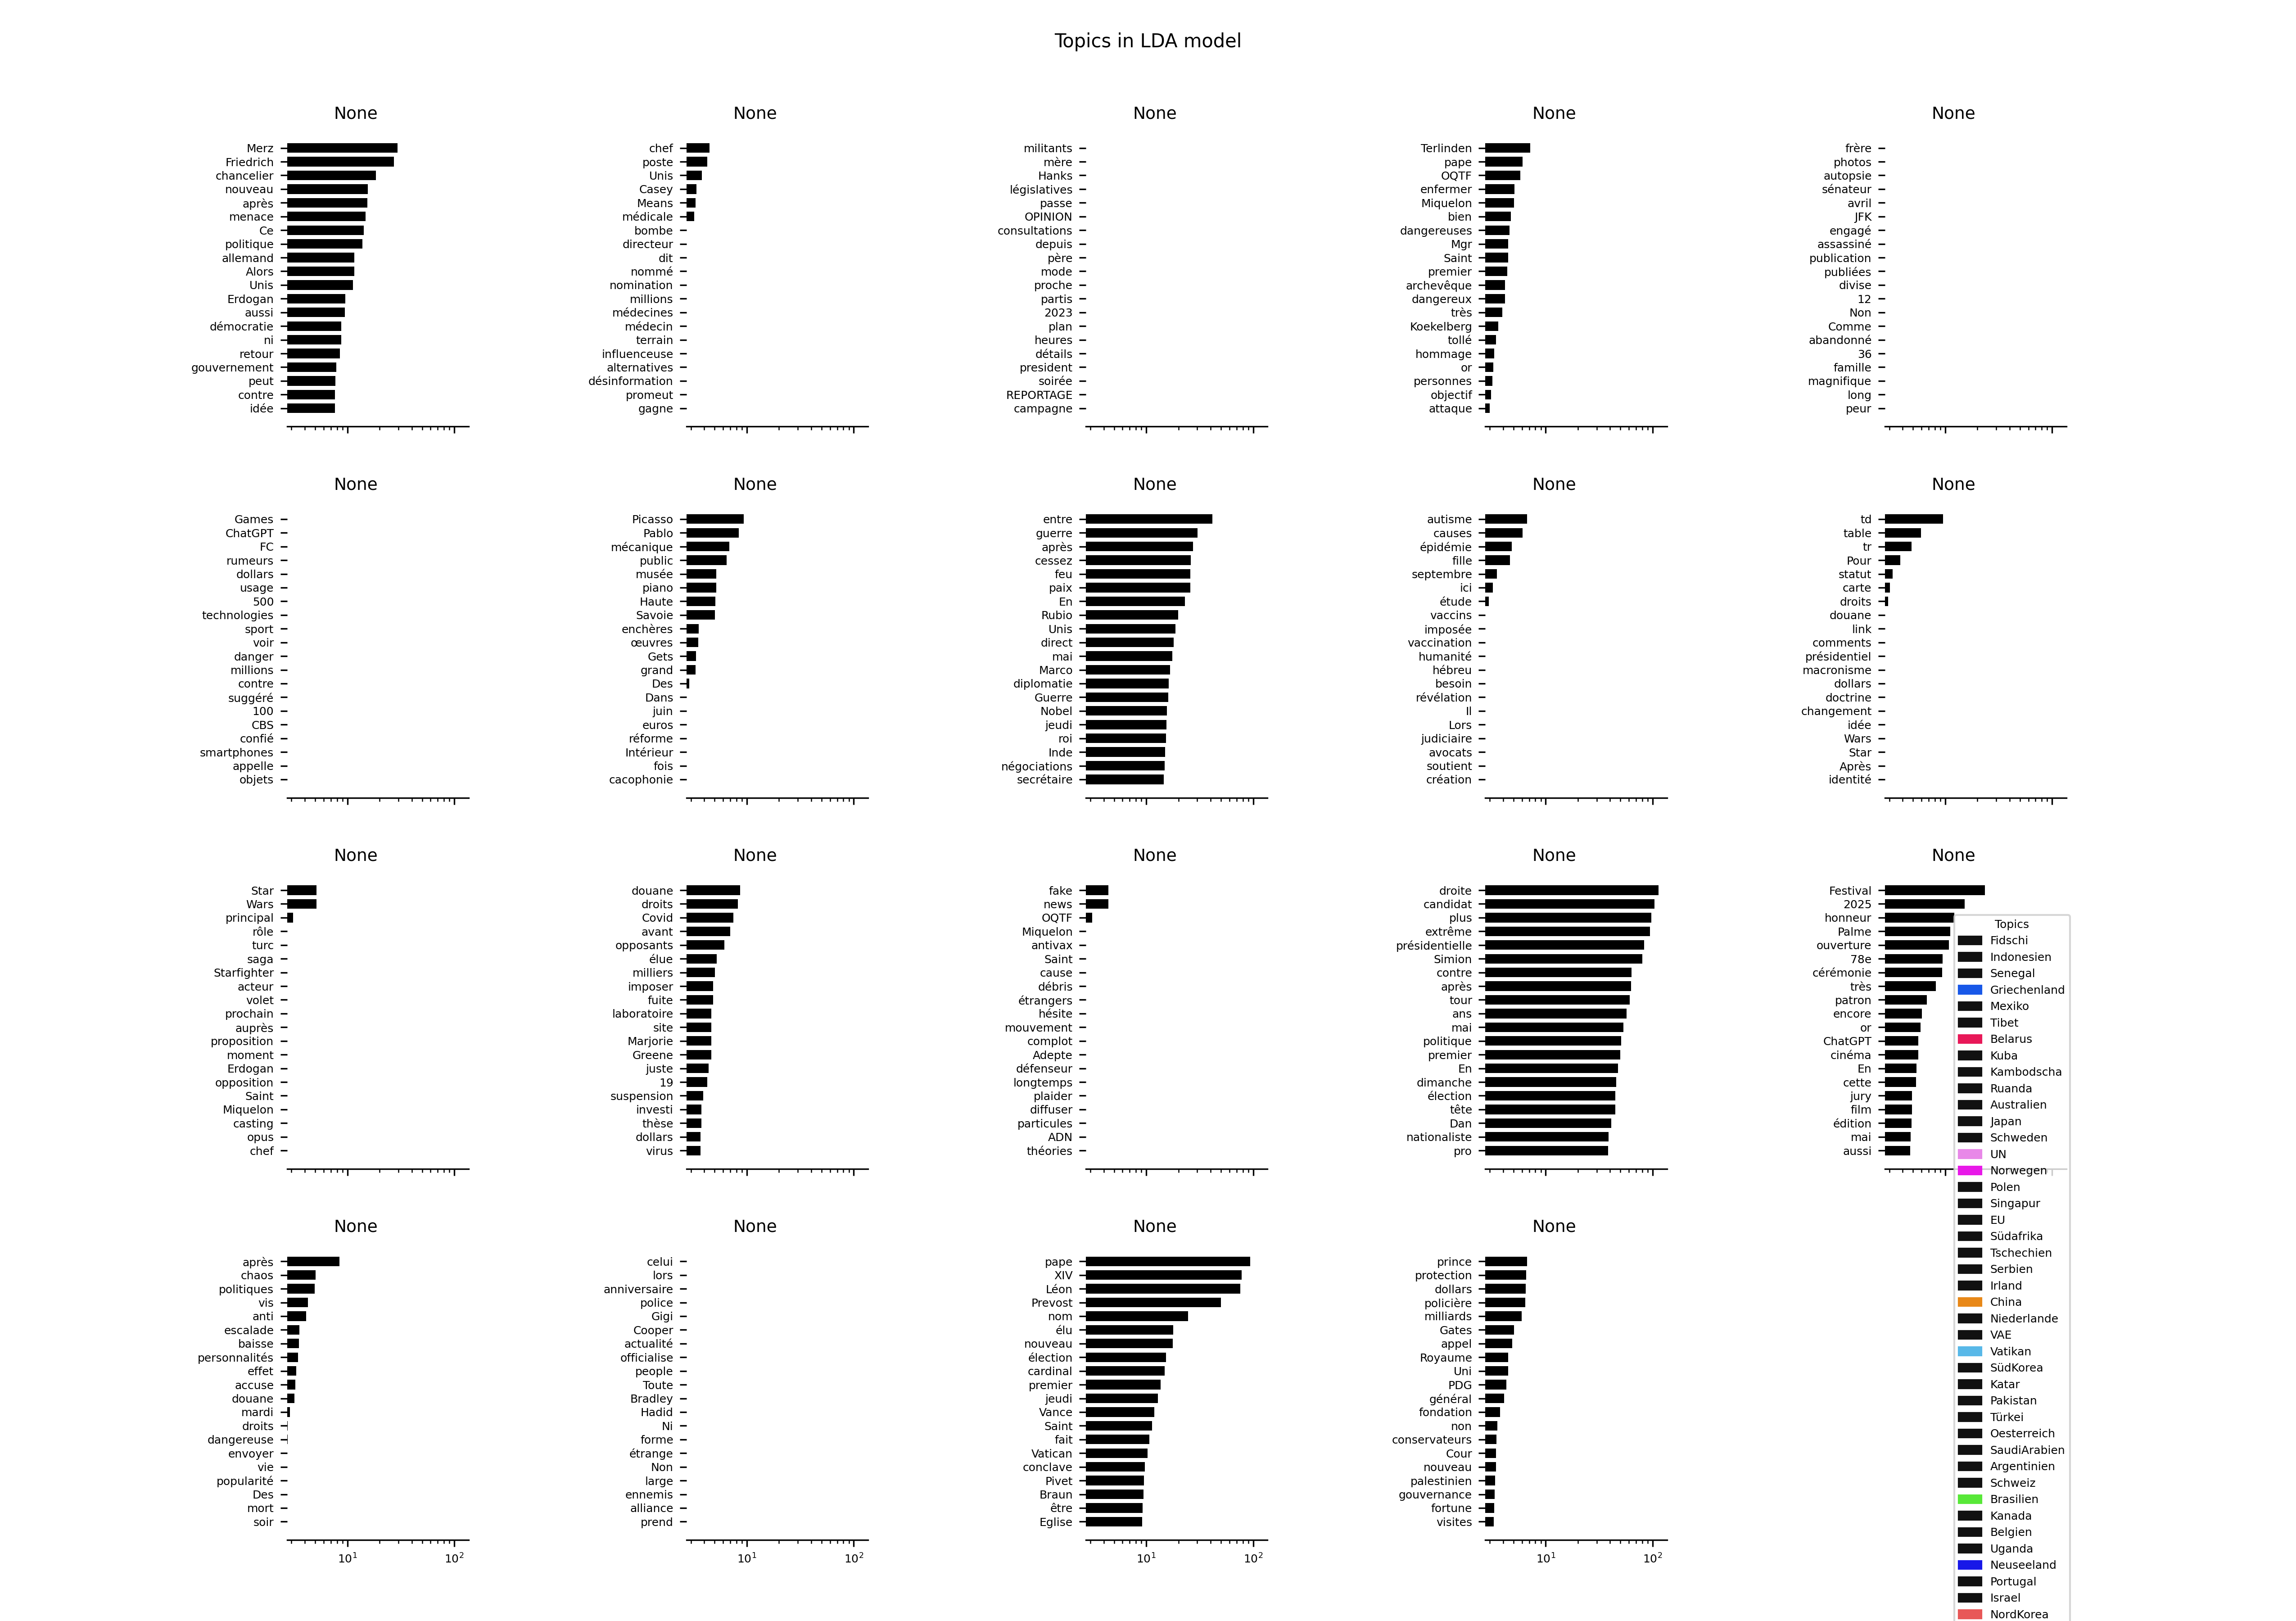 Topics in LDA model
None
Merz
Friedrich
chancelier
nouveau
après
menace
Ce
politique
allemand
Alors
Unis
Erdogan
aussi
démocratie
ni
retour
gouvernement
peut
contre
idée
None
chef
poste
Unis
Casey
Means
médicale
bombe
directeur
dit
nommé
nomination
millions
médecines
médecin
terrain
influenceuse
alternatives
désinformation
promeut
gagne
None
militants
mère
Hanks
législatives
passe
OPINION
consultations
depuis
père
mode
proche
partis
2023
plan
heures
détails
president
soirée
REPORTAGE
campagne
None
Terlinden
pape
OQTF
enfermer
Miquelon
bien
dangereuses
Mgr
Saint
premier
archevêque
dangereux
très
Koekelberg
tollé
hommage
or
personnes
objectif
attaque
None
frère
photos
autopsie
sénateur
avril
JFK
engagé
assassiné
publication
publiées
divise
12
Non
Comme
abandonné
36
famille
magnifique
long
peur
None
Games
ChatGPT
FC
rumeurs
dollars
usage
500
technologies
sport
voir
danger
millions
contre
suggéré
100
CBS
confié
smartphones
appelle
objets
None
Picasso
Pablo
mécanique
public
musée
piano
Haute
Savoie
enchères
œuvres
Gets
grand
Des
Dans
juin
euros
réforme
Intérieur
fois
cacophonie
None
entre
guerre
après
cessez
feu
paix
En
Rubio
Unis
direct
mai
Marco
diplomatie
Guerre
Nobel
jeudi
roi
Inde
négociations
secrétaire
None
autisme
causes
épidémie
fille
septembre
ici
étude
vaccins
imposée
vaccination
humanité
hébreu
besoin
révélation
Il
Lors
judiciaire
avocats
soutient
création
None
td
table
tr
Pour
statut
carte
droits
douane
link
comments
présidentiel
macronisme
dollars
doctrine
changement
idée
Wars
Star
Après
identité
None
Star
Wars
principal
rôle
turc
saga
Starfighter
acteur
volet
prochain
auprès
proposition
moment
Erdogan
opposition
Saint
Miquelon
casting
opus
chef
None
douane
droits
Covid
avant
opposants
élue
milliers
imposer
fuite
laboratoire
site
Marjorie
Greene
juste
19
suspension
investi
thèse
dollars
virus
None
fake
news
OQTF
Miquelon
antivax
Saint
cause
débris
étrangers
hésite
mouvement
complot
Adepte
défenseur
longtemps
plaider
diffuser
particules
ADN
théories
None
droite
candidat
plus
extrême
présidentielle
Simion
contre
après
tour
ans
mai
politique
premier
En
dimanche
élection
tête
Dan
nationaliste
pro
None
Festival
2025
honneur
Palme
ouverture
78e
cérémonie
très
patron
encore
or
ChatGPT
cinéma
En
cette
jury
film
édition
mai
aussi
None
après
chaos
politiques
vis
anti
escalade
baisse
personnalités
effet
accuse
douane
mardi
droits
dangereuse
envoyer
vie
popularité
Des
mort
soir
10¹ 10²
None
celui
lors
anniversaire
police
Gigi
Cooper
actualité
officialise
people
Toute
Bradley
Hadid
Ni
forme
étrange
Non
large
ennemis
alliance
prend
10¹ 10²
None
pape
XIV
Léon
Prevost
nom
élu
nouveau
élection
cardinal
premier
jeudi
Vance
Saint
fait
Vatican
conclave
Pivet
Braun
être
Eglise
10¹ 10²
None
prince
protection
dollars
policière
milliards
Gates
appel
Royaume
Uni
PDG
général
fondation
non
conservateurs
Cour
nouveau
palestinien
gouvernance
fortune
visites
10¹ 10²
Topics
Fidschi
Indonesien
Senegal
Griechenland
Mexiko
Tibet
Belarus
Kuba
Kambodscha
Ruanda
Australien
Japan
Schweden
UN
Norwegen
Polen
Singapur
EU
Südafrika
Tschechien
Serbien
Irland
China
Niederlande
VAE
Vatikan
SüdKorea
Katar
Pakistan
Türkei
Oesterreich
SaudiArabien
Argentinien
Schweiz
Brasilien
Kanada
Belgien
Uganda
Neuseeland
Portugal
Israel
NordKorea